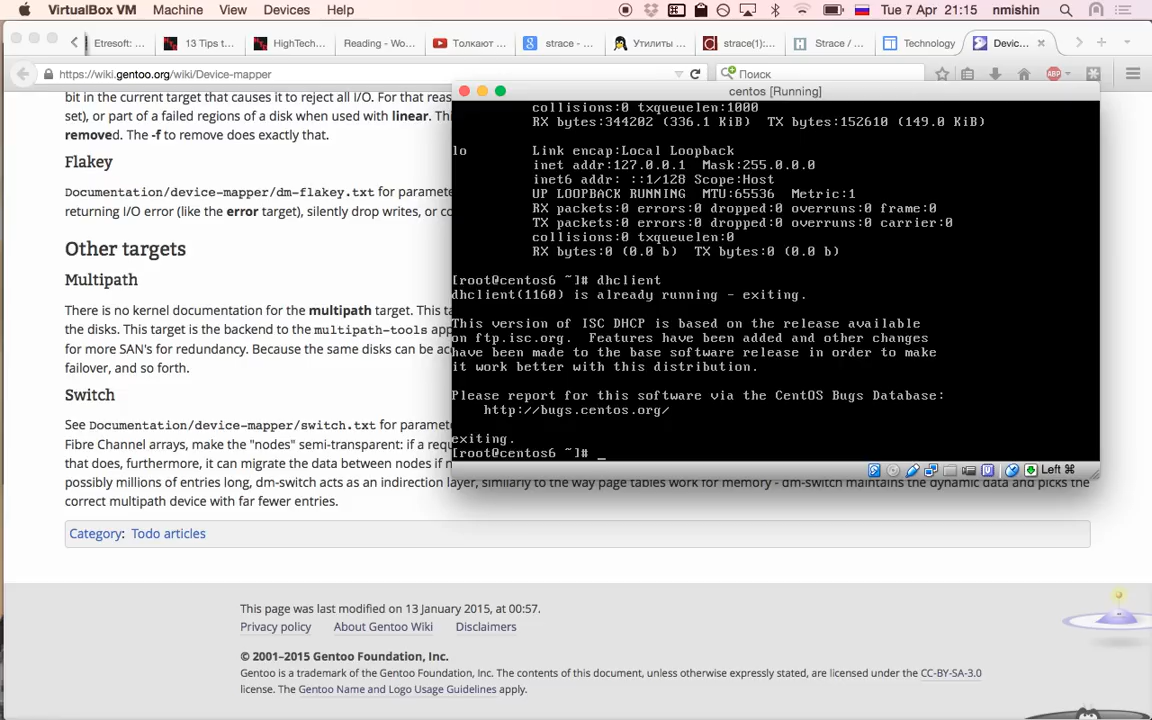 VirtualBox VM Machine View Devices Help Tue 7 Apr 21:15 nmishin
Etresoft: ... 13 Tips t... HighTech... Reading - Wo... Толкают ... strace - ... Утилиты ... strace(1):... Strace / ... Technology Devic...
https://wiki.gentoo.org/wiki/Device-mapper Поиск
bit in the current target that causes it to reject all I/O. For that reas
set), or part of a failed regions of a disk when used with linear. Thi
removed. The -f to remove does exactly that.
Flakey
Documentation/device-mapper/dm-flakey.txt for parame
returning I/O error (like the error target), silently drop writes, or co
Other targets
Multipath
There is no kernel documentation for the multipath target. This ta
the disks. This target is the backend to the multipath-tools app
for more SAN's for redundancy. Because the same disks can be acc
failover, and so forth.
Switch
See Documentation/device-mapper/switch.txt for parame
Fibre Channel arrays, make the "nodes" semi-transparent: if a requ
that does, furthermore, it can migrate the data between nodes if n
possibly millions of entries long, dm-switch acts as an indirection layer, similarly to the way page tables work for memory - dm-switch maintains the dynamic data and picks the
correct multipath device with far fewer entries.
Category: Todo articles
This page was last modified on 13 January 2015, at 00:57.
Privacy policy About Gentoo Wiki Disclaimers
© 2001–2015 Gentoo Foundation, Inc.
Gentoo is a trademark of the Gentoo Foundation, Inc. The contents of this document, unless otherwise expressly stated, are licensed under the CC-BY-SA-3.0
license. The Gentoo Name and Logo Usage Guidelines apply.
centos [Running]
collisions:0 txqueuelen:1000
RX bytes:344202 (336.1 KiB) TX bytes:152610 (149.0 KiB)
lo Link encap:Local Loopback
inet addr:127.0.0.1 Mask:255.0.0.0
inet6 addr: ::1/128 Scope:Host
UP LOOPBACK RUNNING MTU:65536 Metric:1
RX packets:0 errors:0 dropped:0 overruns:0 frame:0
TX packets:0 errors:0 dropped:0 overruns:0 carrier:0
collisions:0 txqueuelen:0
RX bytes:0 (0.0 b) TX bytes:0 (0.0 b)
[root@centos6 ~]# dhclient
dhclient(1160) is already running - exiting.
This version of ISC DHCP is based on the release available
on ftp.isc.org. Features have been added and other changes
have been made to the base software release in order to make
it work better with this distribution.
Please report for this software via the CentOS Bugs Database:
http://bugs.centos.org/
exiting.
[root@centos6 ~]# _
Left ⌘